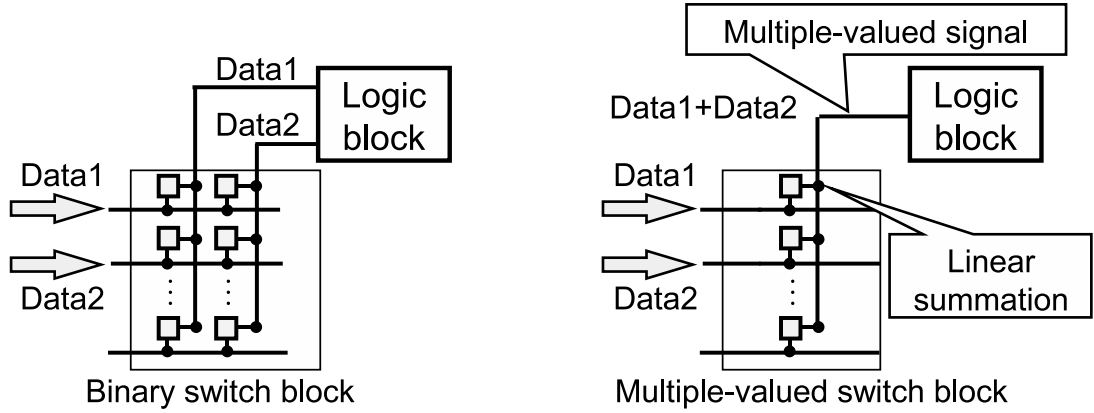 Data1
Data2
Logic
block
Data1
Data2
Binary switch block
Multiple-valued signal
Data1+Data2
Logic
block
Data1
Data2
Linear
summation
Multiple-valued switch block